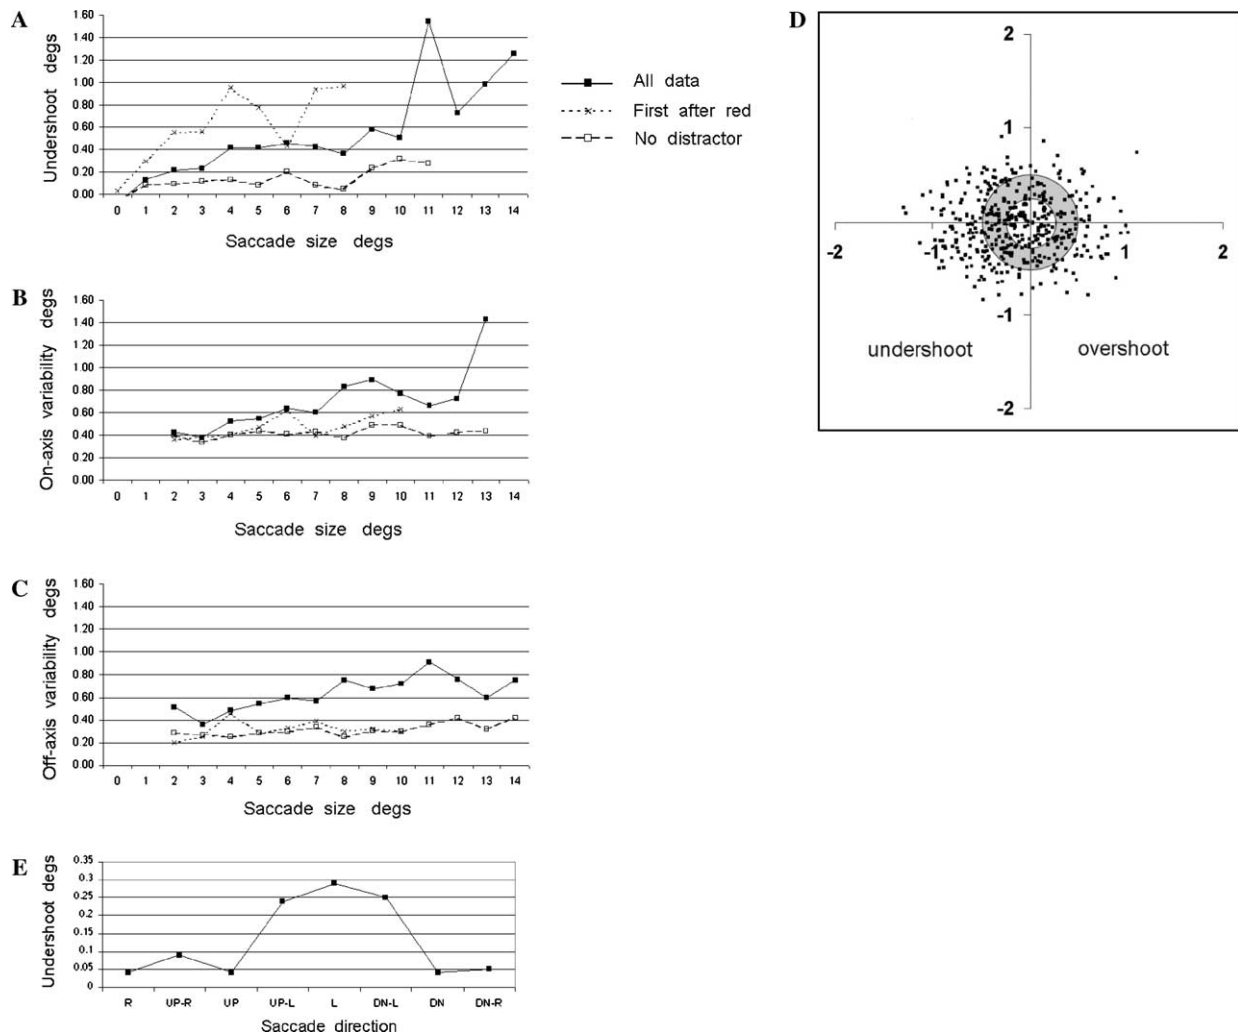 A
Undershoot degs
1.60
1.40
1.20
1.00
0.80
0.60
0.40
0.20
0.00
0 1 2 3 4 5 6 7 8 9 10 11 12 13 14
Saccade size degs
All data
First after red
No distractor
B
On-axis variability degs
1.60
1.40
1.20
1.00
0.80
0.60
0.40
0.20
0.00
0 1 2 3 4 5 6 7 8 9 10 11 12 13 14
Saccade size degs
C
Off-axis variability degs
1.60
1.40
1.20
1.00
0.80
0.60
0.40
0.20
0.00
0 1 2 3 4 5 6 7 8 9 10 11 12 13 14
Saccade size degs
D
2
1
-2 -1 1 2
-1
undershoot overshoot
-2
E
Undershoot degs
0.35
0.3
0.25
0.2
0.15
0.1
0.05
0
R UP-R UP UP-L L DN-L DN DN-R
Saccade direction